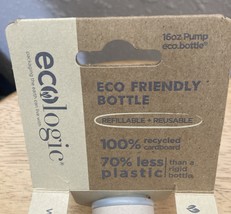 16oz Pump
eco.bottle
ecologic®
ECO FRIENDLY
BOTTLE
REFILLABLE + REUSABLE
100% recycled
cardboard
70% less
plastic
than a
rigid
bottle